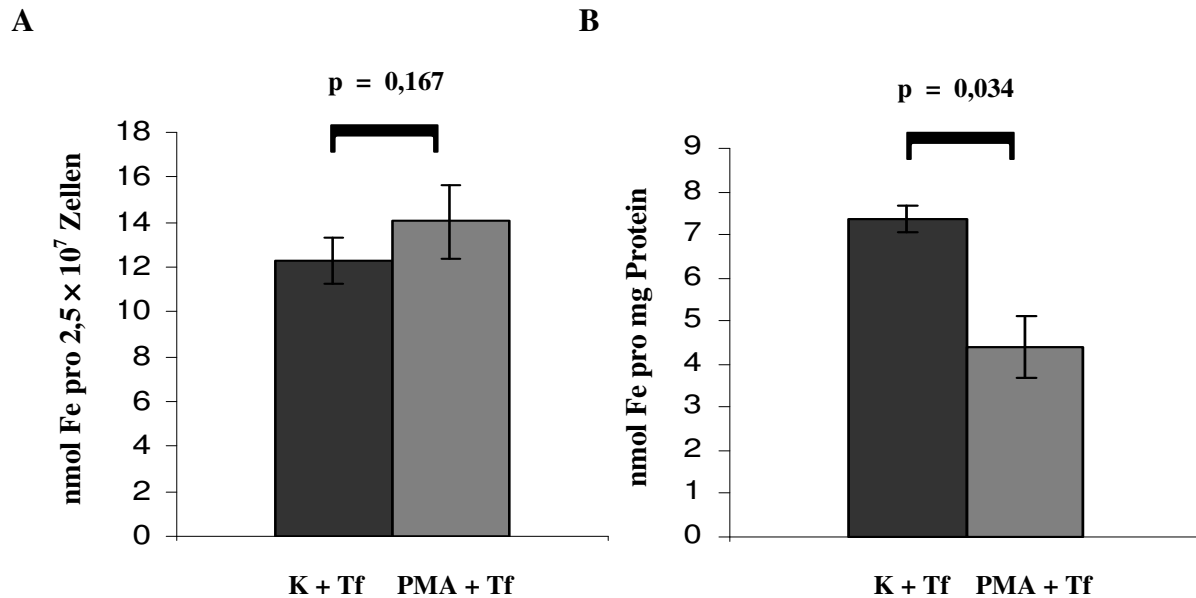 A
p = 0,167
nmol Fe pro 2,5 × 10⁷ Zellen
18
16
14
12
10
8
6
4
2
0
K + Tf PMA + Tf
B
p = 0,034
nmol Fe pro mg Protein
9
8
7
6
5
4
3
2
1
0
K + Tf PMA + Tf